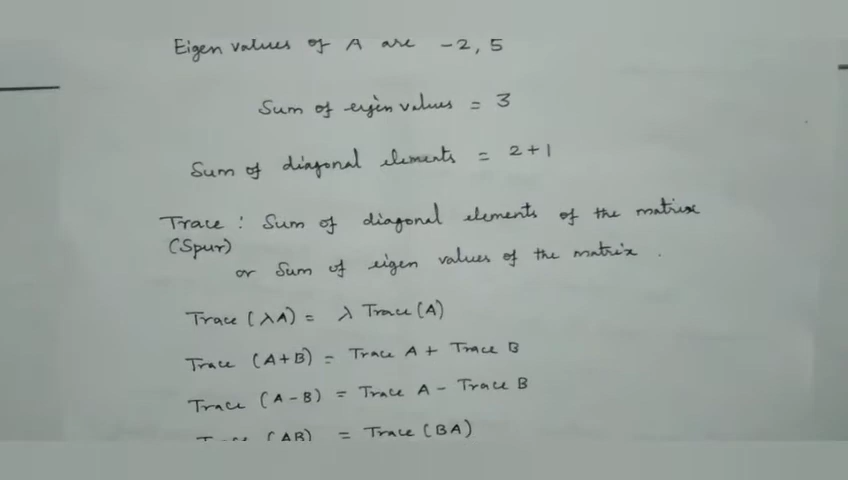 Eigen values of A are -2, 5
Sum of eigen values = 3
Sum of diagonal elements = 2+1
Trace : Sum of diagonal elements of the matrix
(Spur)
or Sum of eigen values of the matrix .
Trace (λA) = λ Trace (A)
Trace (A+B) = Trace A + Trace B
Trace (A-B) = Trace A - Trace B
Trace (AB) = Trace (BA)